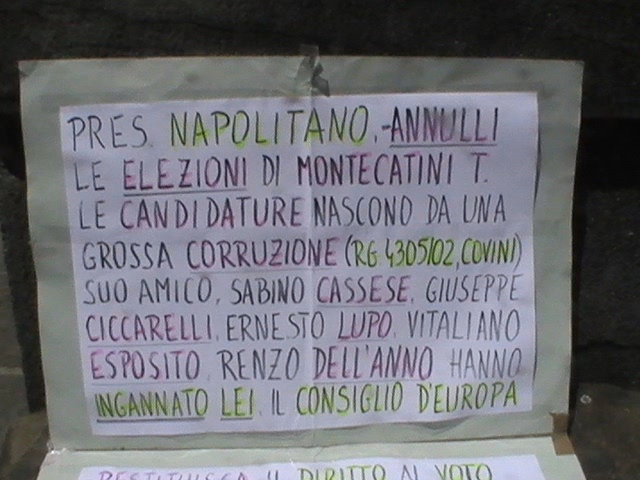 PRES. NAPOLITANO,-ANNULLI
LE ELEZIONI DI MONTECATINI T.
LE CANDIDATURE NASCONO DA UNA
GROSSA CORRUZIONE (RG 4305/02, COVINI)
SUO AMICO, SABINO CASSESE, GIUSEPPE
CICCARELLI, ERNESTO LUPO, VITALIANO
ESPOSITO, RENZO DELL'ANNO HANNO
INGANNATO LEI, IL CONSIGLIO D'EUROPA
RESTITUISCA IL DIRITTO AL VOTO